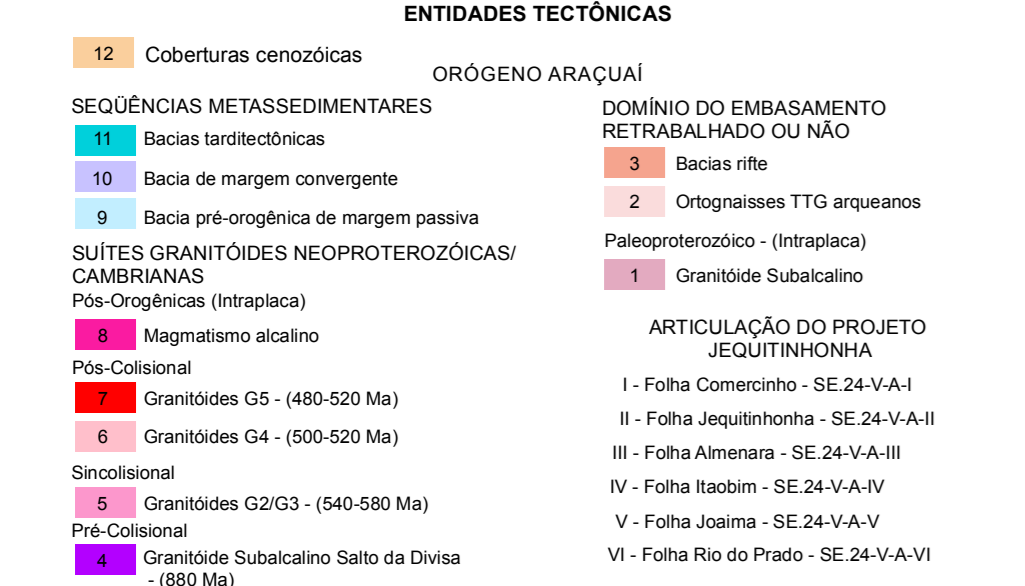 ENTIDADES TECTÔNICAS
12 Coberturas cenozóicas
ORÓGENO ARAÇUAÍ
SEQÜÊNCIAS METASSEDIMENTARES
11 Bacias tarditectônicas
10 Bacia de margem convergente
9 Bacia pré-orogênica de margem passiva
SUÍTES GRANITÓIDES NEOPROTEROZÓICAS/
CAMBRIANAS
Pós-Orogênicas (Intraplaca)
8 Magmatismo alcalino
Pós-Colisional
7 Granitóides G5 - (480-520 Ma)
6 Granitóides G4 - (500-520 Ma)
Sincolisional
5 Granitóides G2/G3 - (540-580 Ma)
Pré-Colisional
4 Granitóide Subalcalino Salto da Divisa
- (880 Ma)
DOMÍNIO DO EMBASAMENTO
RETRABALHADO OU NÃO
3 Bacias rifte
2 Ortognaisses TTG arqueanos
Paleoproterozóico - (Intraplaca)
1 Granitóide Subalcalino
ARTICULAÇÃO DO PROJETO
JEQUITINHONHA
I - Folha Comercinho - SE.24-V-A-I
II - Folha Jequitinhonha - SE.24-V-A-II
III - Folha Almenara - SE.24-V-A-III
IV - Folha Itaobim - SE.24-V-A-IV
V - Folha Joaima - SE.24-V-A-V
VI - Folha Rio do Prado - SE.24-V-A-VI